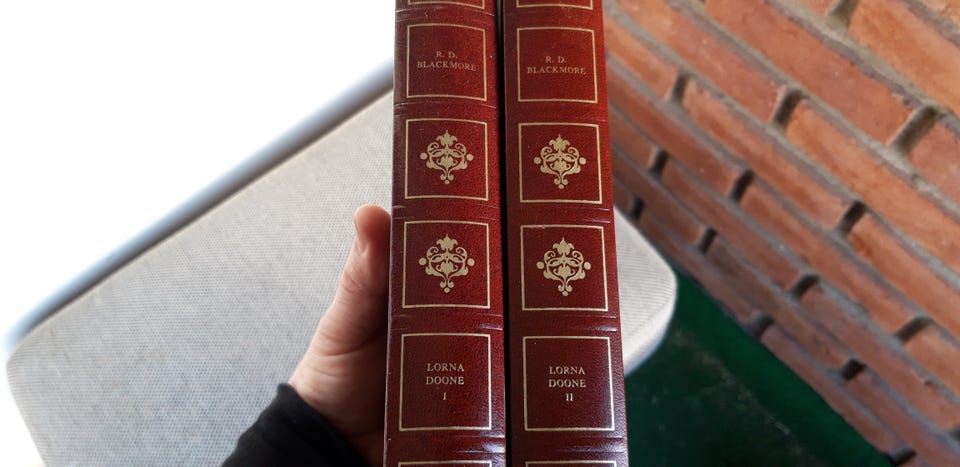 R. D.
BLACKMORE
LORNA
DOONE
I
R. D.
BLACKMORE
LORNA
DOONE
II